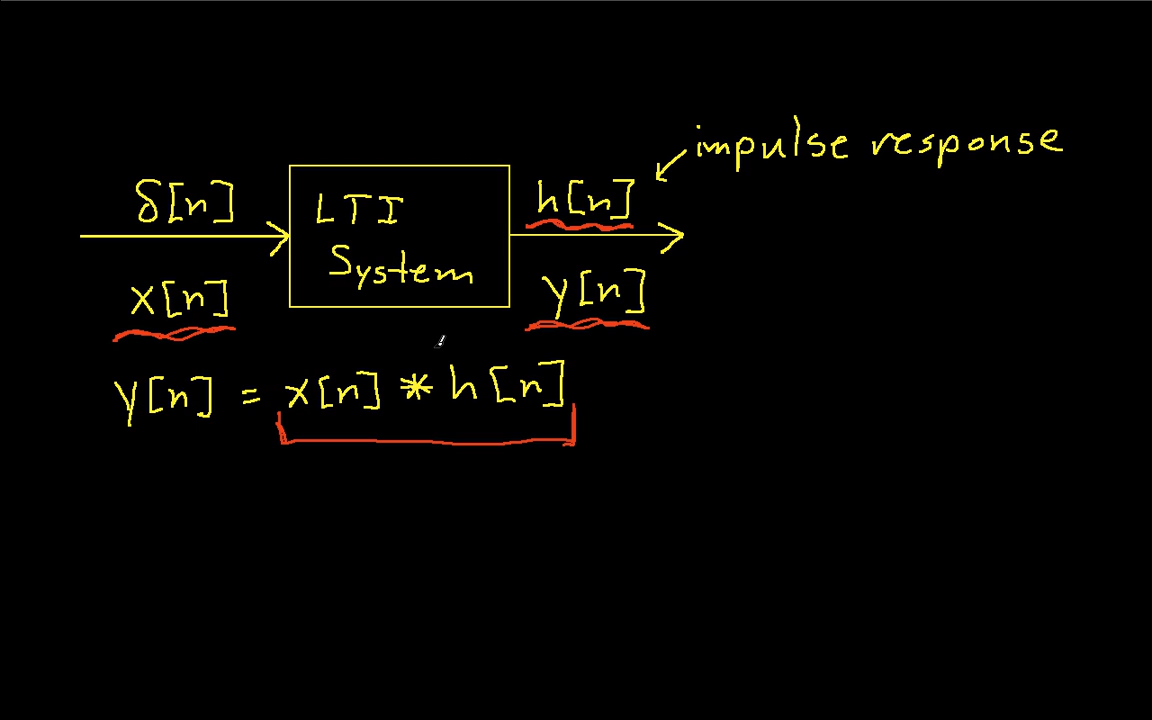 impulse response
δ[n]
LTI
System
h[n]
x[n]
y[n]
y[n] = x[n] * h[n]